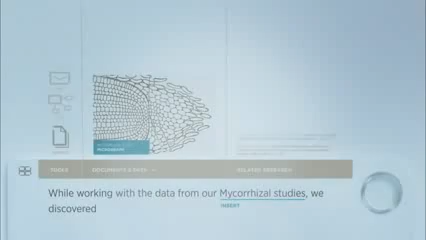 TOOLS
DOCUMENTS & DATA
RELATED RESEARCH
While working with the data from our Mycorrhizal studies, we
discovered
INSERT